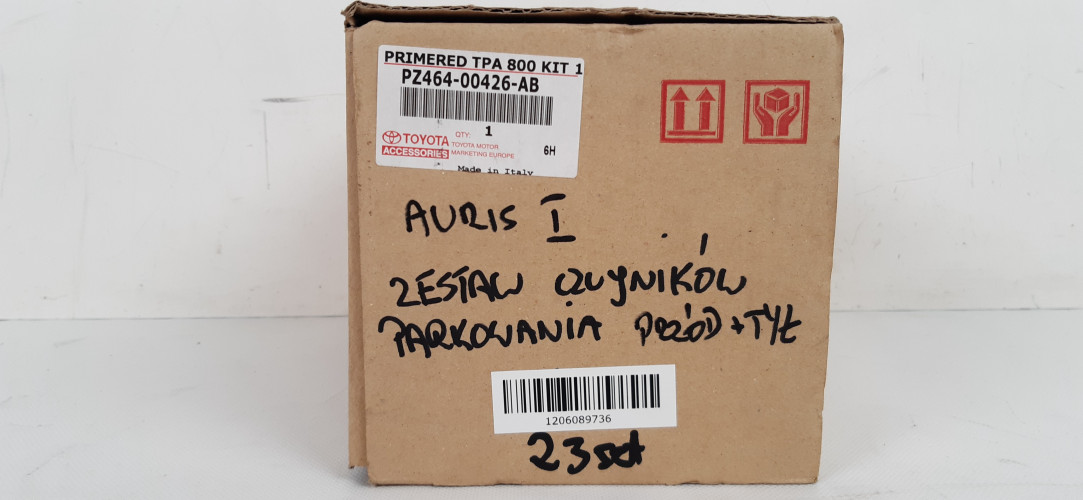 PRIMERED TPA 800 KIT 1
PZ464-00426-AB
TOYOTA
ACCESSORIES
QTY: 1
TOYOTA MOTOR
MARKETING EUROPE
6H
Made in Italy
AURIS I
ZESTAW CZUJNIKÓW
PARKOWANIA PRZÓD + TYŁ
1206089736
23szt